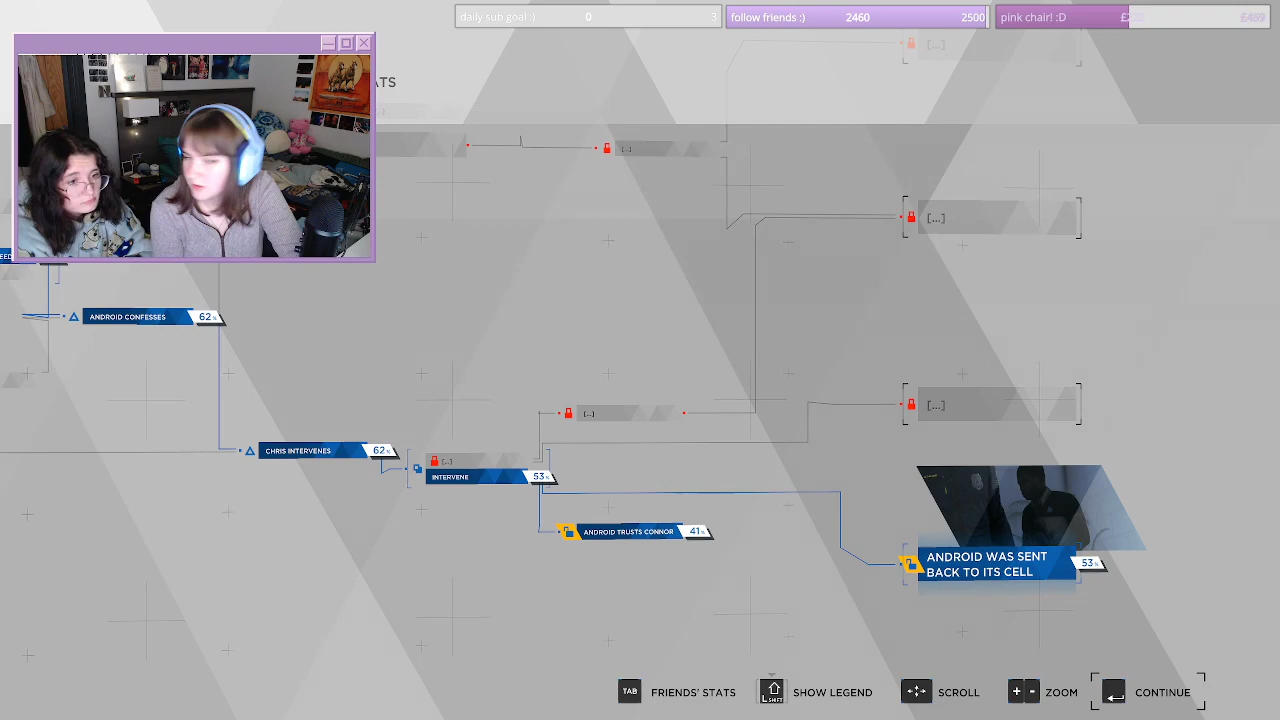 daily sub goal :) 0 3
follow friends :) 2460 2500
pink chair! :D
[...]
[...]
[...]
ANDROID CONFESSES 62%
[...]
[...]
CHRIS INTERVENES 62%
[...]
INTERVENE 53%
ANDROID TRUSTS CONNOR 41%
ANDROID WAS SENT
BACK TO ITS CELL
53%
TAB FRIENDS' STATS
L SHIFT SHOW LEGEND
SCROLL
+ - ZOOM
CONTINUE